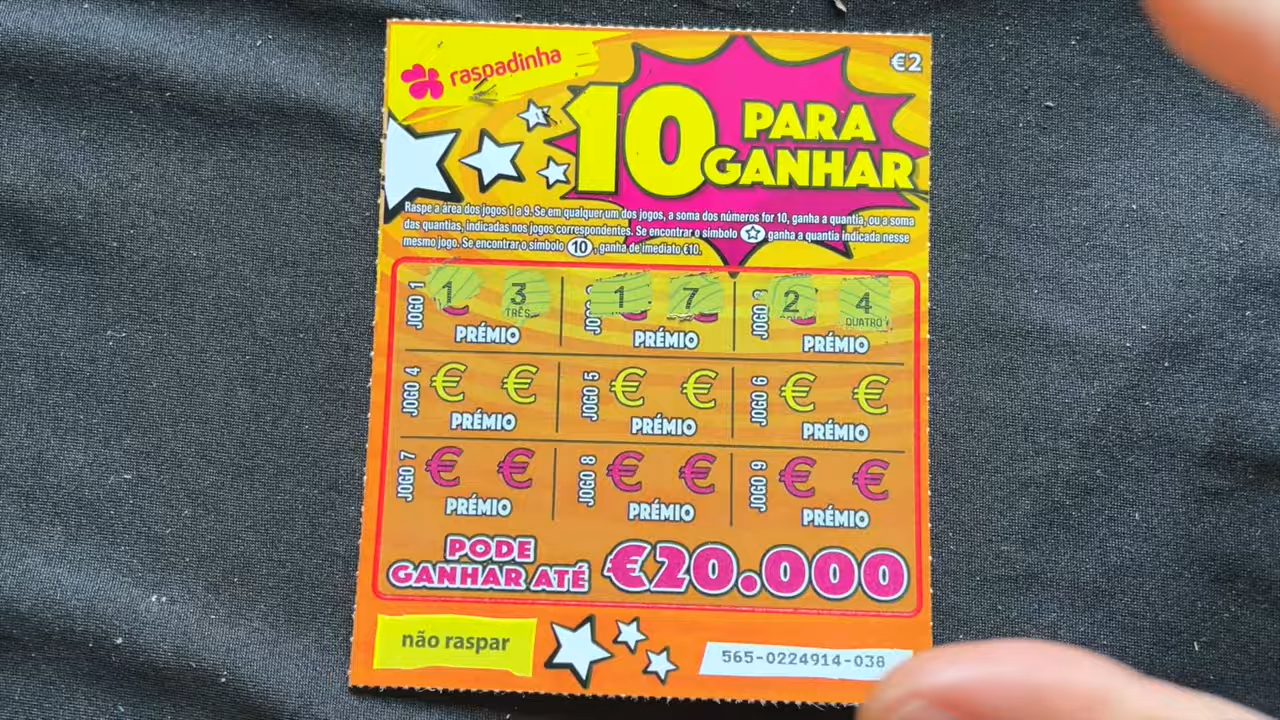 raspadinha
€2
10 PARA
GANHAR
Raspe a área dos jogos 1 a 9. Se em qualquer um dos jogos, a soma dos números for 10, ganha a quantia, ou a soma
das quantias, indicadas nos jogos correspondentes. Se encontrar o símbolo ☆ ganha a quantia indicada nesse
mesmo jogo. Se encontrar o símbolo 10, ganha de imediato €10.
JOGO 1 1 3 1 7 JOGO 3 2 4
TRÊS QUATRO
PRÉMIO PRÉMIO PRÉMIO
JOGO 4 € € JOGO 5 € € JOGO 6 € €
PRÉMIO PRÉMIO PRÉMIO
JOGO 7 € € JOGO 8 € € JOGO 9 € €
PRÉMIO PRÉMIO PRÉMIO
PODE
GANHAR ATÉ €20.000
não raspar
565-0224914-038